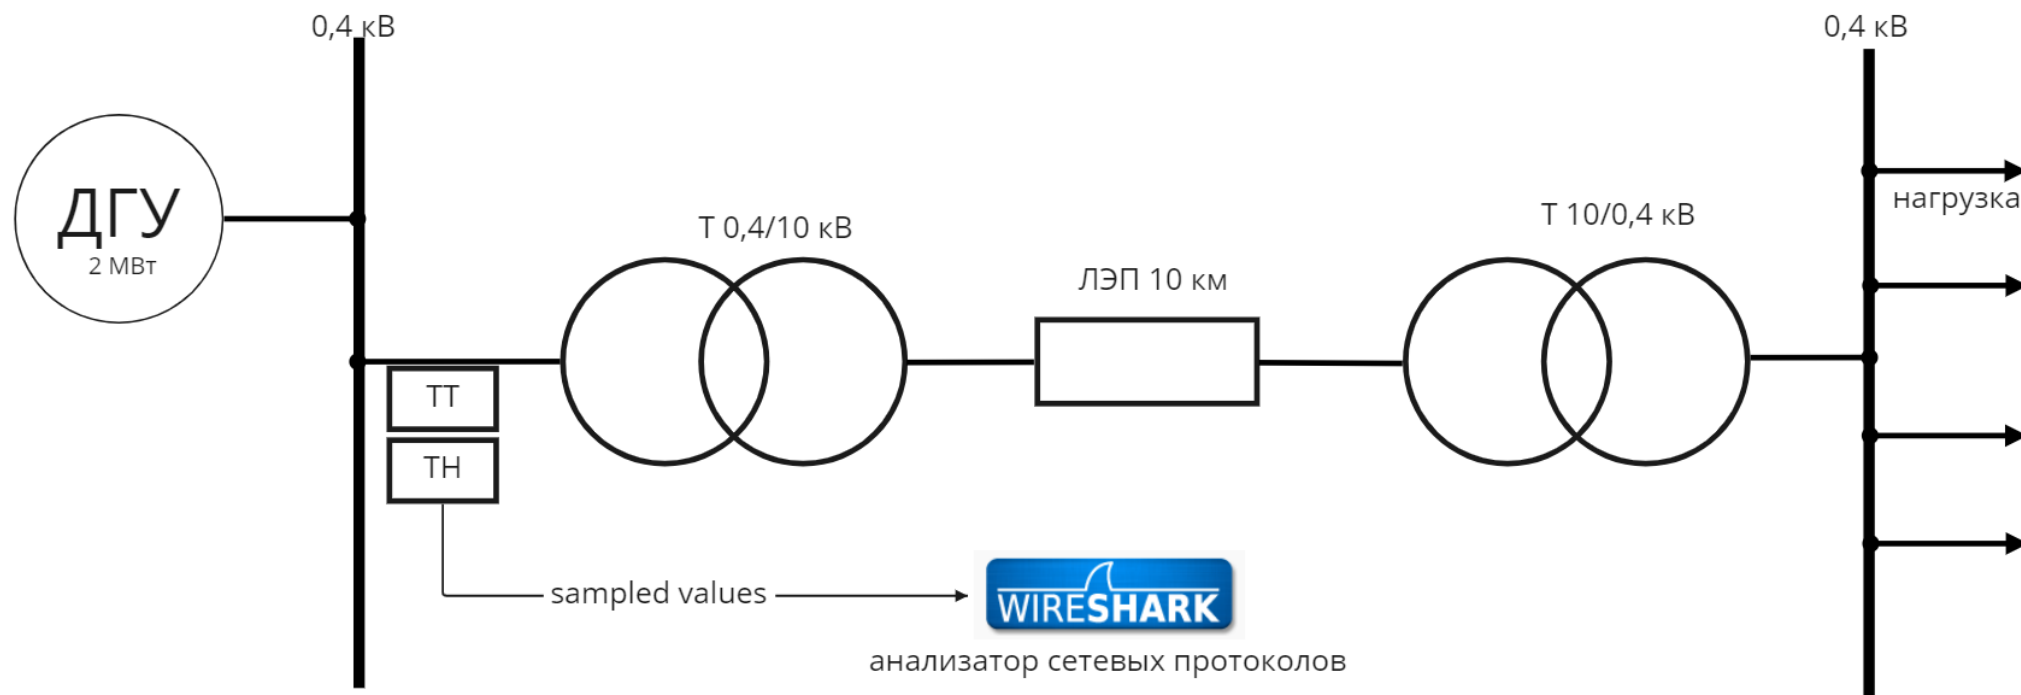 0,4 кВ
0,4 кВ
ДГУ
2 МВт
Т 0,4/10 кВ
Т 10/0,4 кВ
нагрузка
ЛЭП 10 км
ТТ
ТН
sampled values
WIRESHARK
анализатор сетевых протоколов